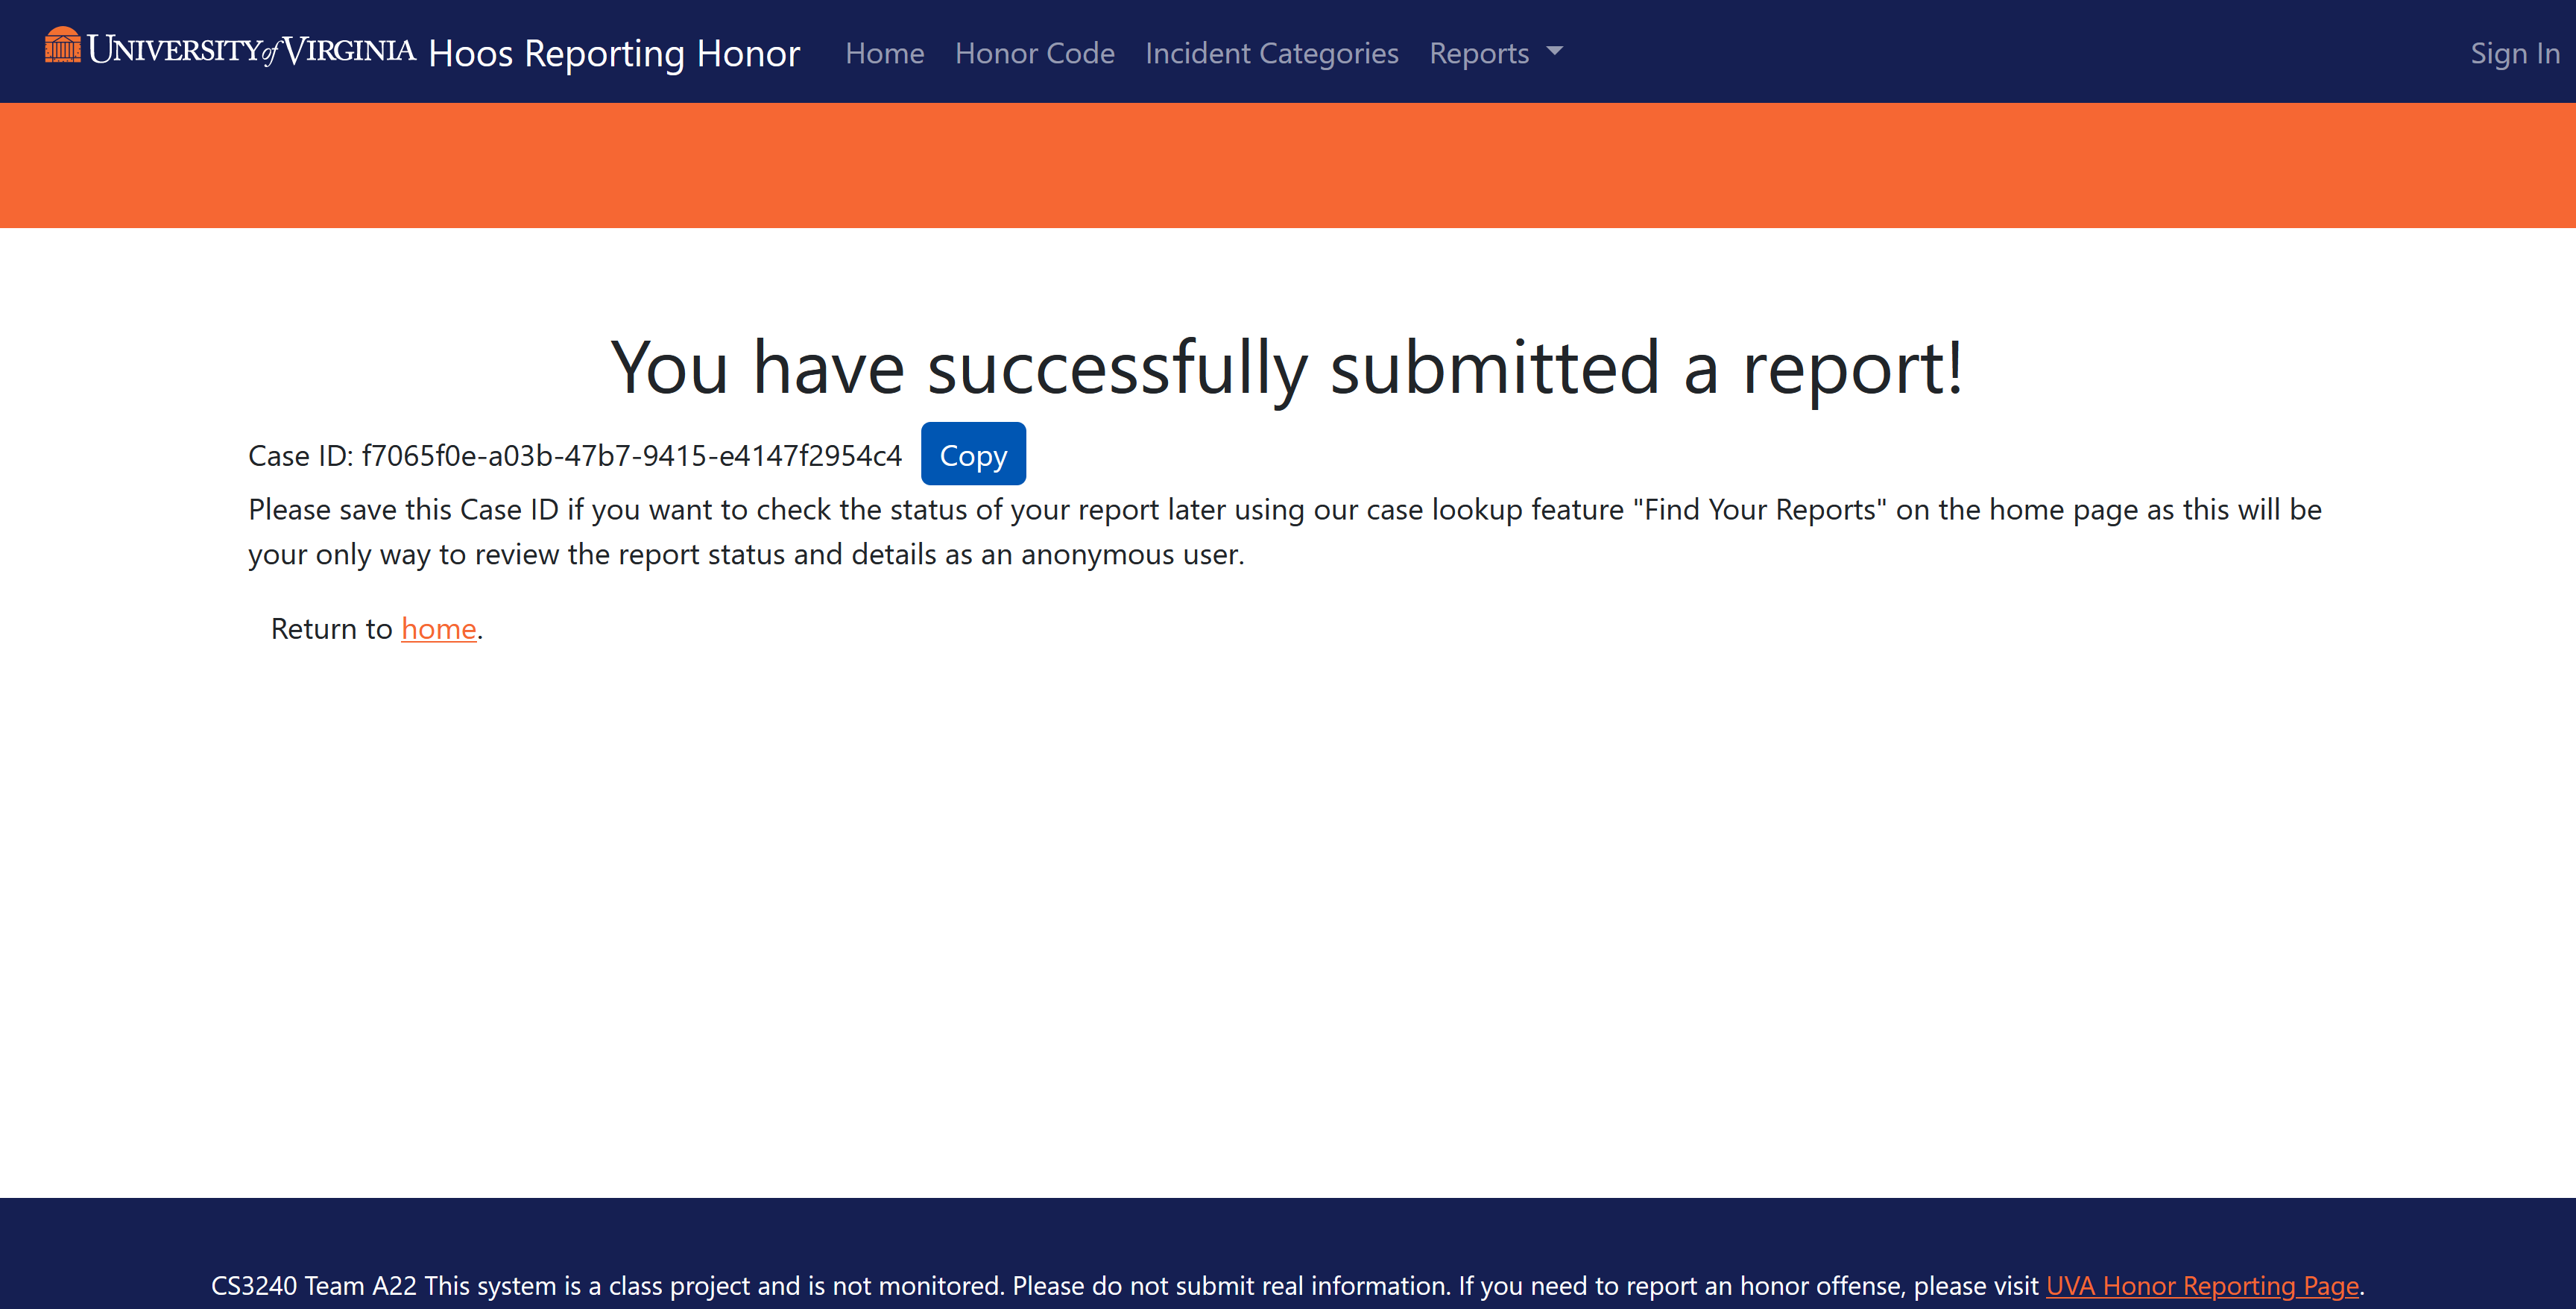 UNIVERSITY of VIRGINIA Hoos Reporting Honor Home Honor Code Incident Categories Reports Sign In
You have successfully submitted a report!
Case ID: f7065f0e-a03b-47b7-9415-e4147f2954c4 Copy
Please save this Case ID if you want to check the status of your report later using our case lookup feature "Find Your Reports" on the home page as this will be
your only way to review the report status and details as an anonymous user.
Return to home.
CS3240 Team A22 This system is a class project and is not monitored. Please do not submit real information. If you need to report an honor offense, please visit UVA Honor Reporting Page.